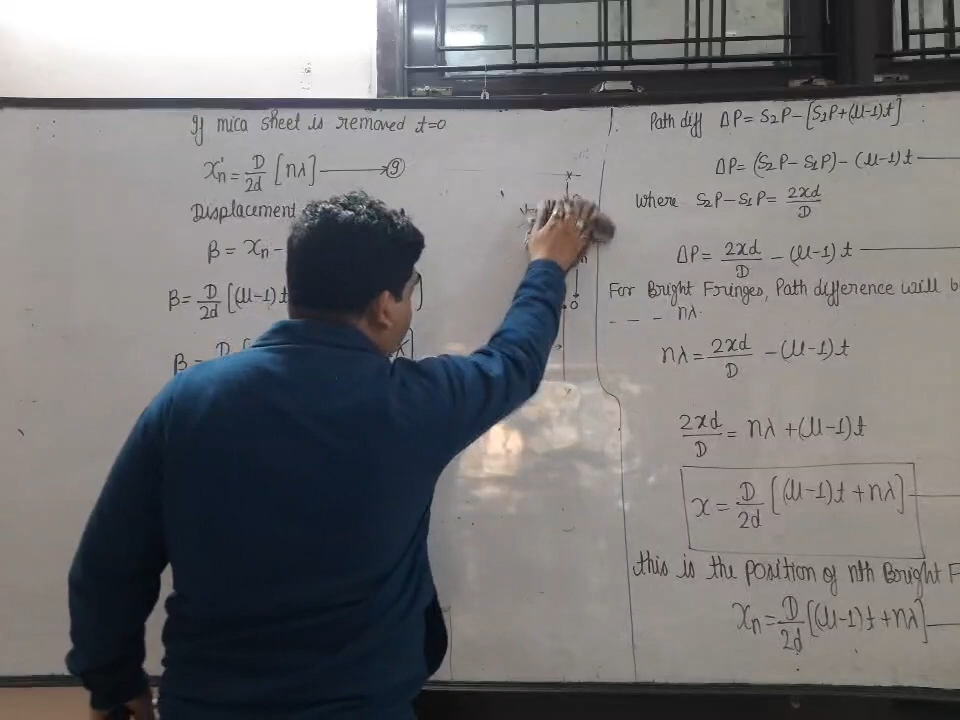 If mica sheet is removed t=0
x'n = D/2d [nλ] ⟶ ⑨
Displacement
β = xn -
β = D/2d [(μ-1)t
β = D
x
O
Path diff ΔP = S2P - [S1P + (μ-1)t]
ΔP = (S2P - S1P) - (μ-1)t
Where S2P - S1P = 2xd/D
ΔP = 2xd/D - (μ-1)t
For Bright Fringes, Path difference will b
- - - nλ.
nλ = 2xd/D - (μ-1)t
2xd/D = nλ + (μ-1)t
x = D/2d [(μ-1)t + nλ]
this is the position of nth Bright F
xn = D/2d [(μ-1)t + nλ]